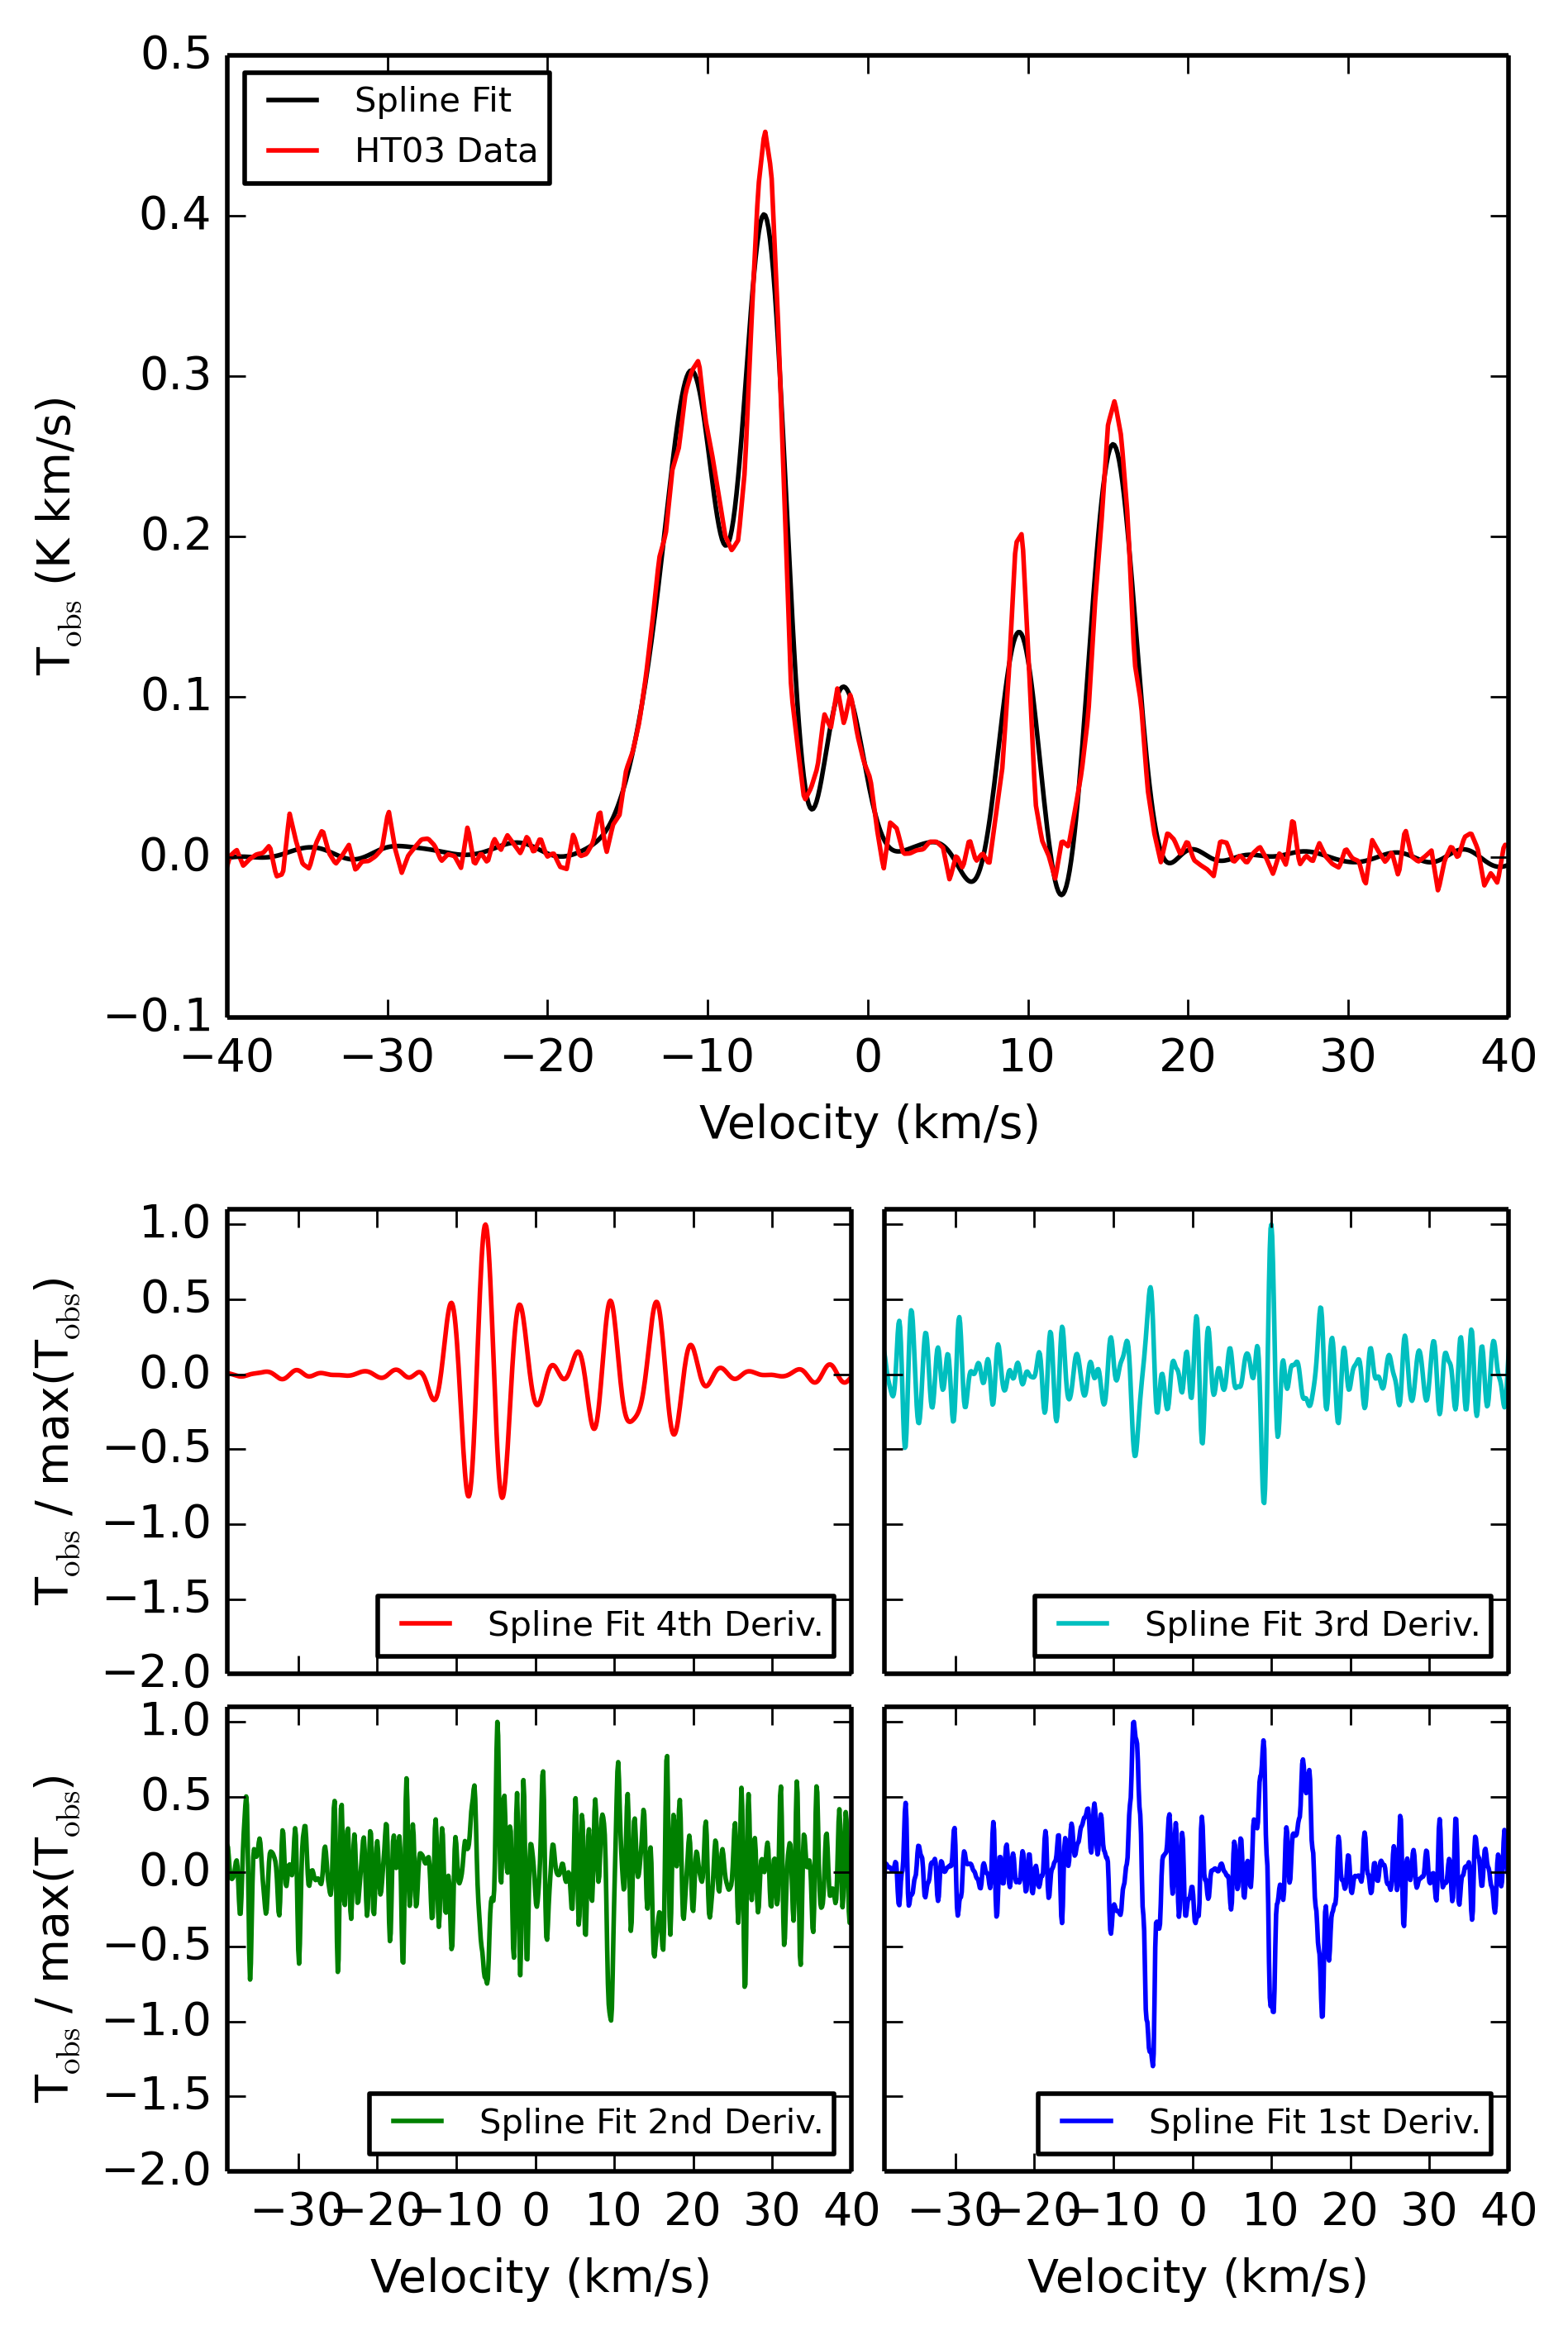 0.5
Spline Fit
HT03 Data
0.4
0.3
0.2
0.1
0.0
−0.1
T_obs (K km/s)
−40 −30 −20 −10 0 10 20 30 40
Velocity (km/s)
1.0
0.5
0.0
−0.5
−1.0
−1.5
−2.0
T_obs / max(T_obs)
Spline Fit 4th Deriv.
Spline Fit 3rd Deriv.
1.0
0.5
0.0
−0.5
−1.0
−1.5
−2.0
T_obs / max(T_obs)
Spline Fit 2nd Deriv.
Spline Fit 1st Deriv.
−30 −20 −10 0 10 20 30 40
−30 −20 −10 0 10 20 30 40
Velocity (km/s)
Velocity (km/s)